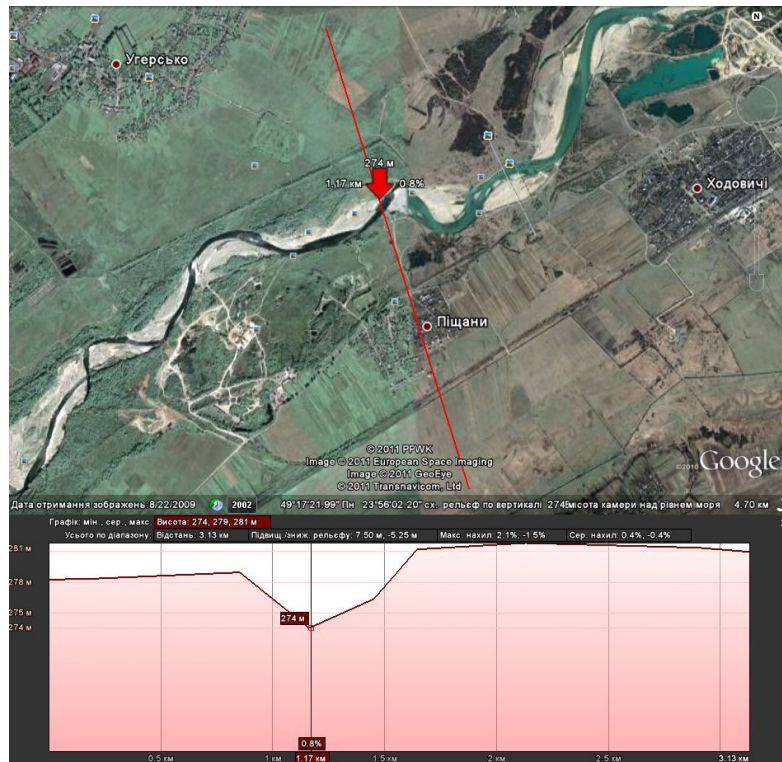 N
Угерсько
274 м
1.17 км 0.8%
Ходовичі
Піщани
© 2011 PPWK
Image © 2011 European Space Imaging
Image © 2011 GeoEye
© 2011 Transnavicom, Ltd
©2010 Google
Дата отримання зображень 8/22/2009 2002 49°17'21.99" Пн 23°56'02.20" сх. рельєф по вертикалі 274 висота камери над рівнем моря 4.70 км
Графік: мін., сер., макс Висота: 274, 279, 281 м
Усього по діапазону: Відстань: 3.13 км Підвищ./зниж. рельєфу: 7.50 м, -5.25 м Макс. нахил: 2.1%, -1.5% Сер. нахил: 0.4%, -0.4%
281 м
278 м
275 м
274 м
274 м
0.8%
0.5 км 1 км 1.17 км 1.5 км 2 км 2.5 км 3.13 км